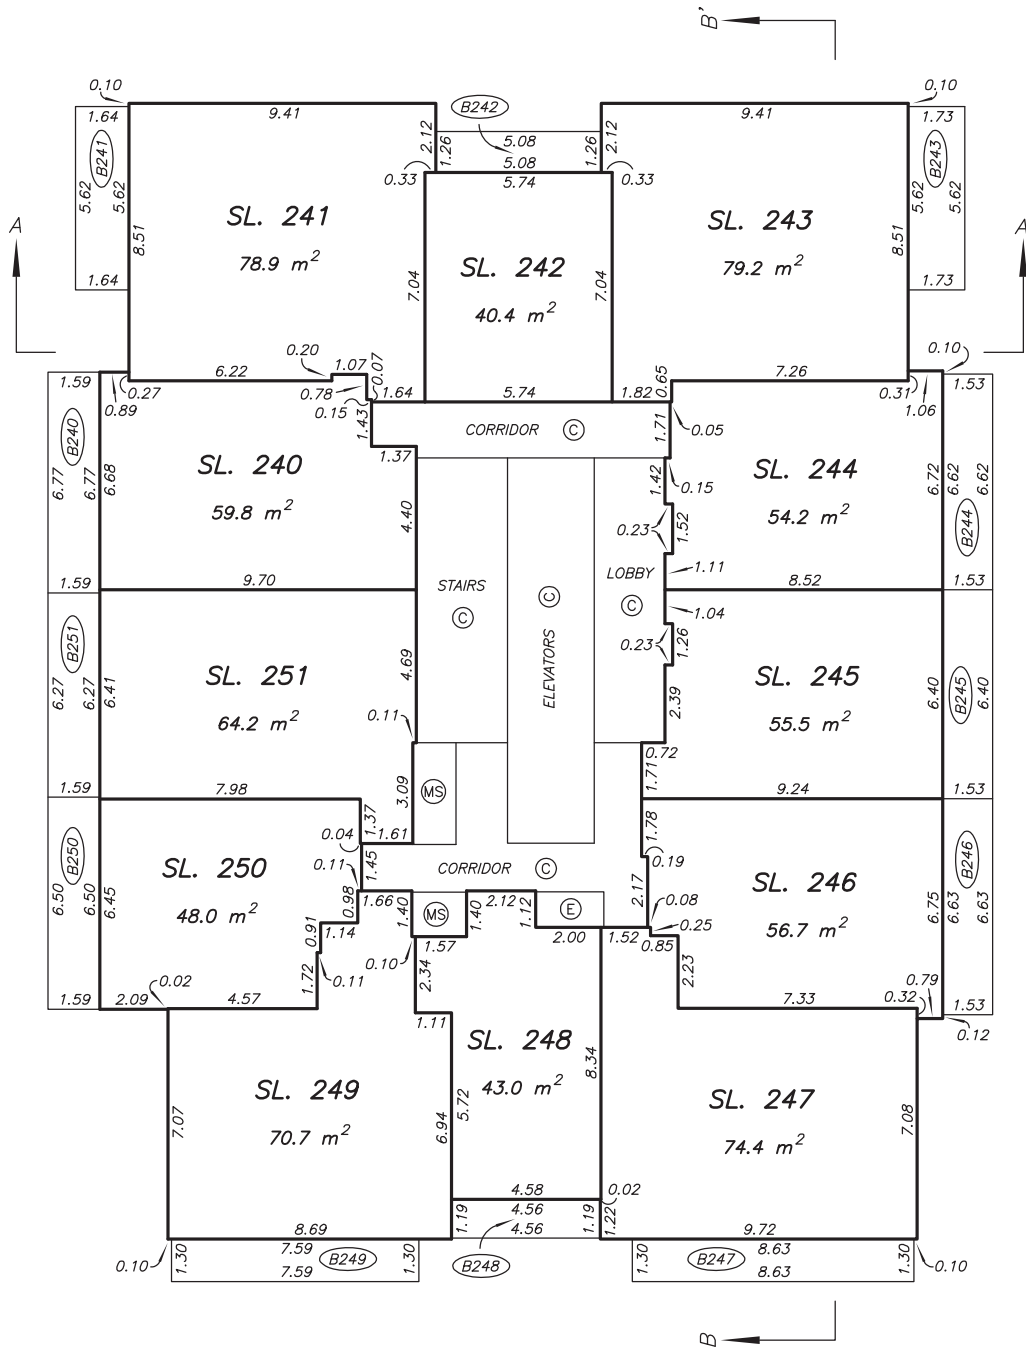 B'
0.10
0.10
1.64
9.41
B242
9.41
1.73
B241
2.12
1.26
5.08
1.26
2.12
B243
5.08
0.33
5.74
0.33
5.62
5.62
5.62
5.62
A
SL. 241
SL. 243
A
8.51
78.9 m²
SL. 242
79.2 m²
8.51
1.64
7.04
7.04
1.73
40.4 m²
0.20
1.07
0.07
0.10
1.59
6.22
0.78
0.65
7.26
1.53
0.27
0.15
1.64
5.74
1.82
0.31
0.89
1.43
1.06
B240
CORRIDOR C
1.71
0.05
1.37
SL. 240
SL. 244
6.77
6.77
6.68
1.42
0.15
6.72
6.62
6.62
59.8 m²
4.40
54.2 m²
B244
0.23
1.52
STAIRS
LOBBY
1.11
1.59
9.70
8.52
1.53
C
C
C
1.04
B251
0.23
1.26
ELEVATORS
SL. 251
SL. 245
6.27
6.27
6.41
4.69
2.39
6.40
B245
6.40
64.2 m²
55.5 m²
0.11
0.72
1.59
7.98
3.09
MS
1.71
9.24
1.53
0.04
1.37
1.61
1.78
B250
0.11
1.45
CORRIDOR C
0.19
B246
SL. 250
SL. 246
6.50
6.50
6.45
0.98
1.66
2.12
2.17
0.08
6.75
6.63
6.63
48.0 m²
1.40
MS
1.40
1.12
E
56.7 m²
0.91
1.14
2.00
1.52
0.25
0.85
1.57
0.10
1.72
0.11
2.34
2.23
0.02
0.79
1.59
2.09
4.57
7.33
0.32
1.53
1.11
0.12
SL. 248
SL. 249
8.34
SL. 247
43.0 m²
5.72
7.07
70.7 m²
6.94
74.4 m²
7.08
4.58
0.02
1.19
4.56
1.19
1.22
8.69
4.56
9.72
7.59
8.63
0.10
1.30
B249
1.30
B248
1.30
B247
1.30
0.10
7.59
8.63
B